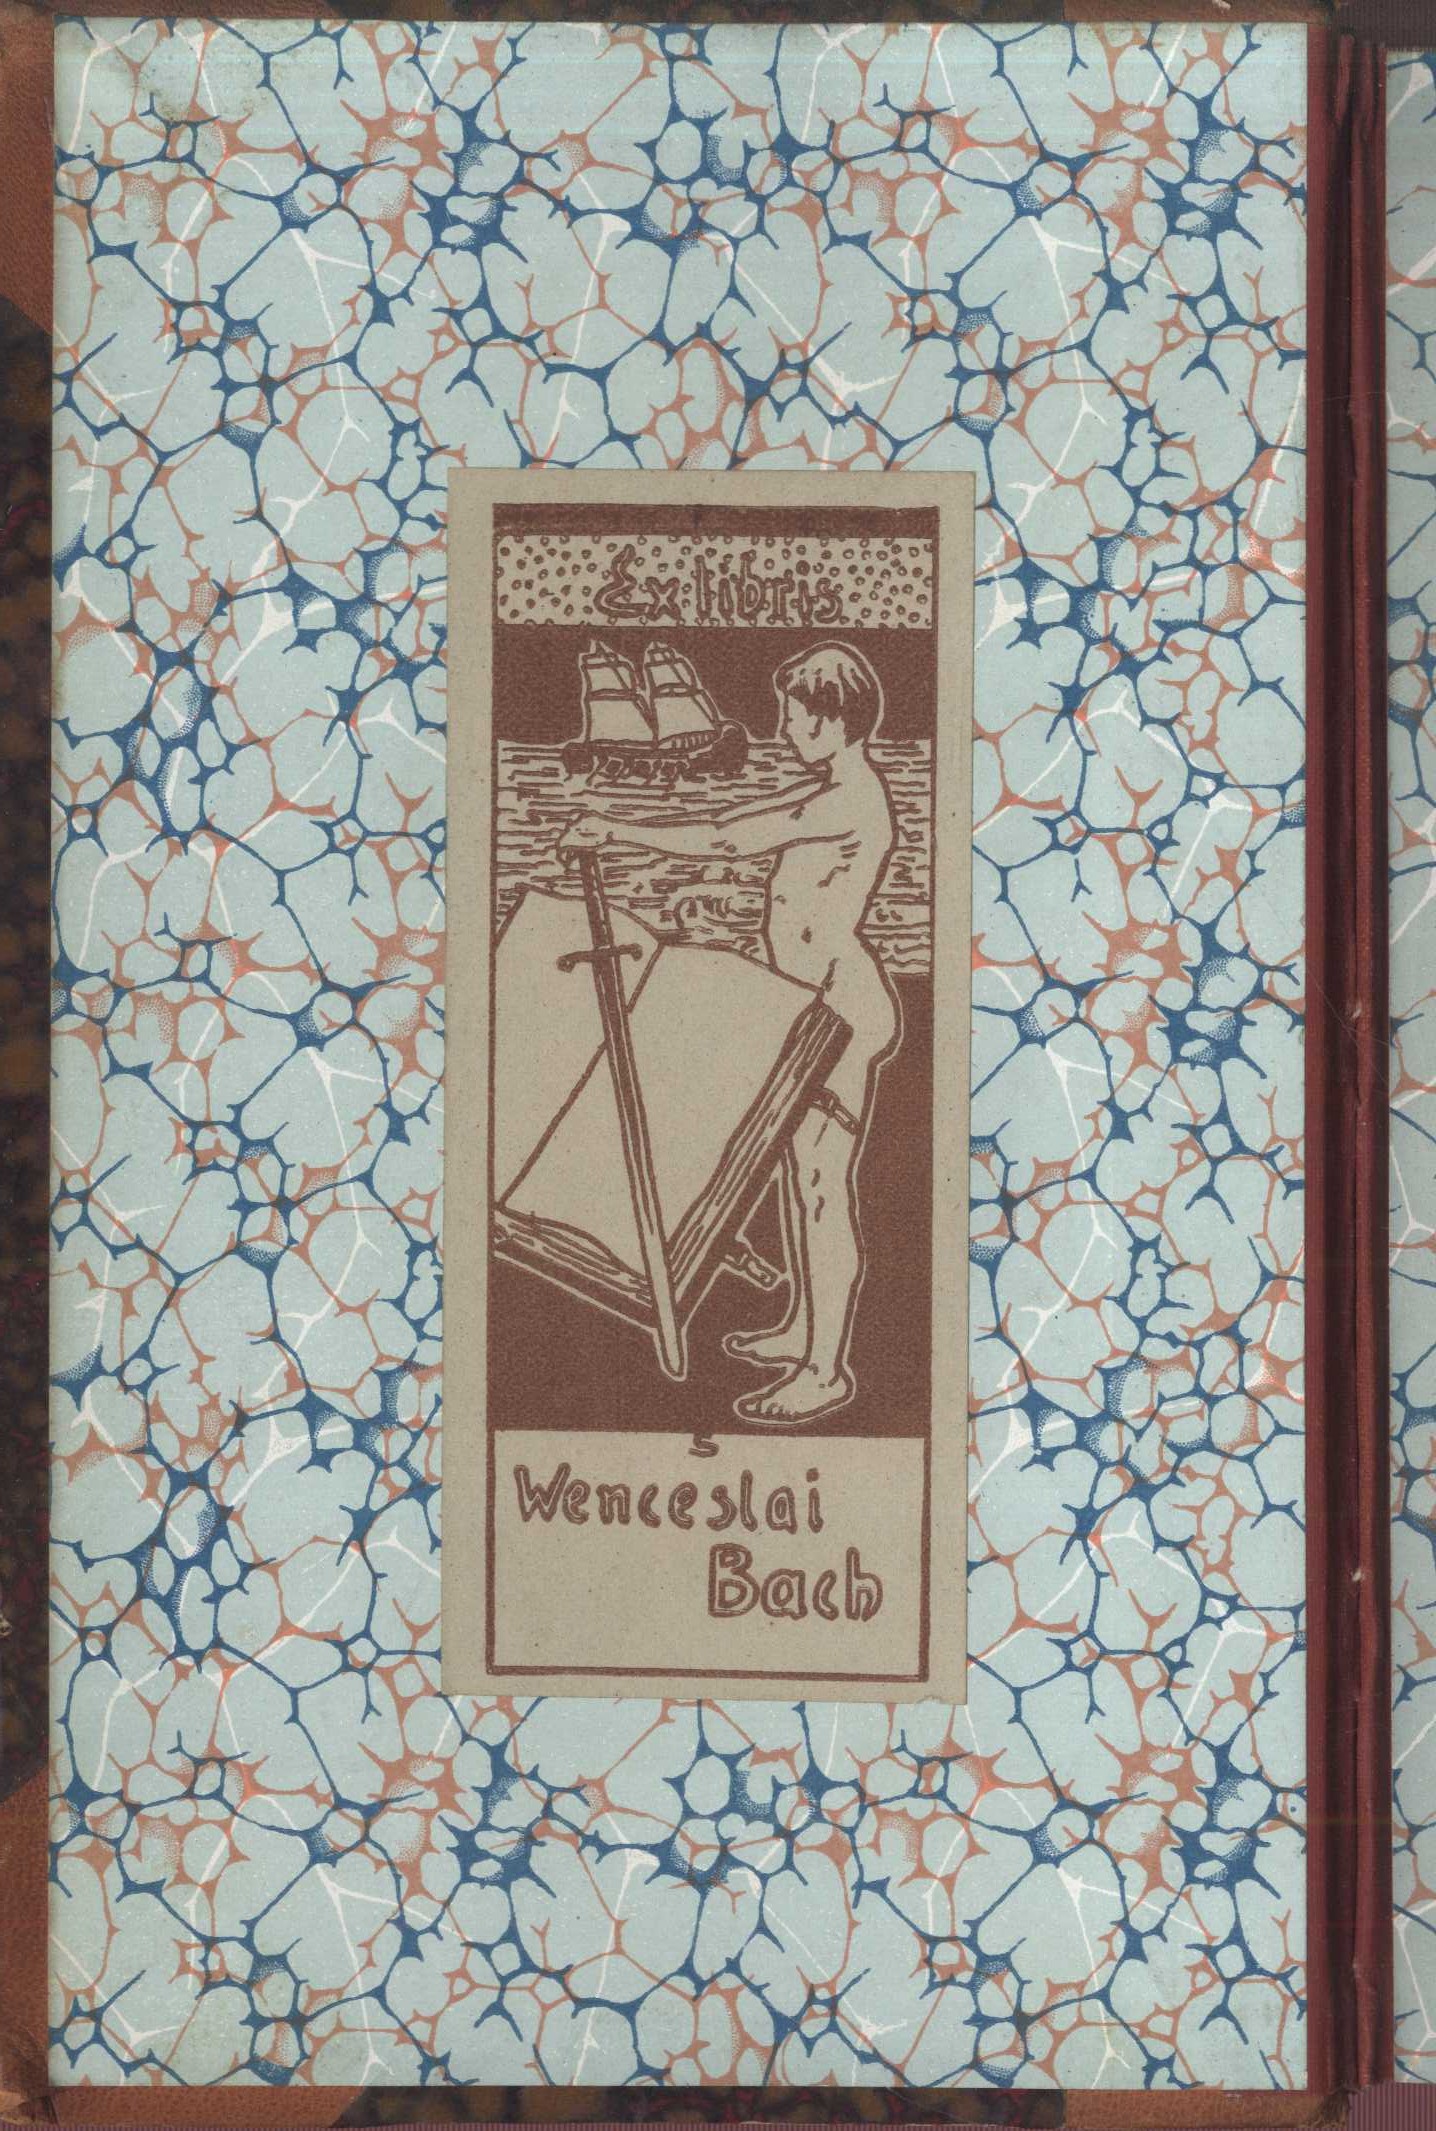 Ex libris
s
Wenceslai
Bach